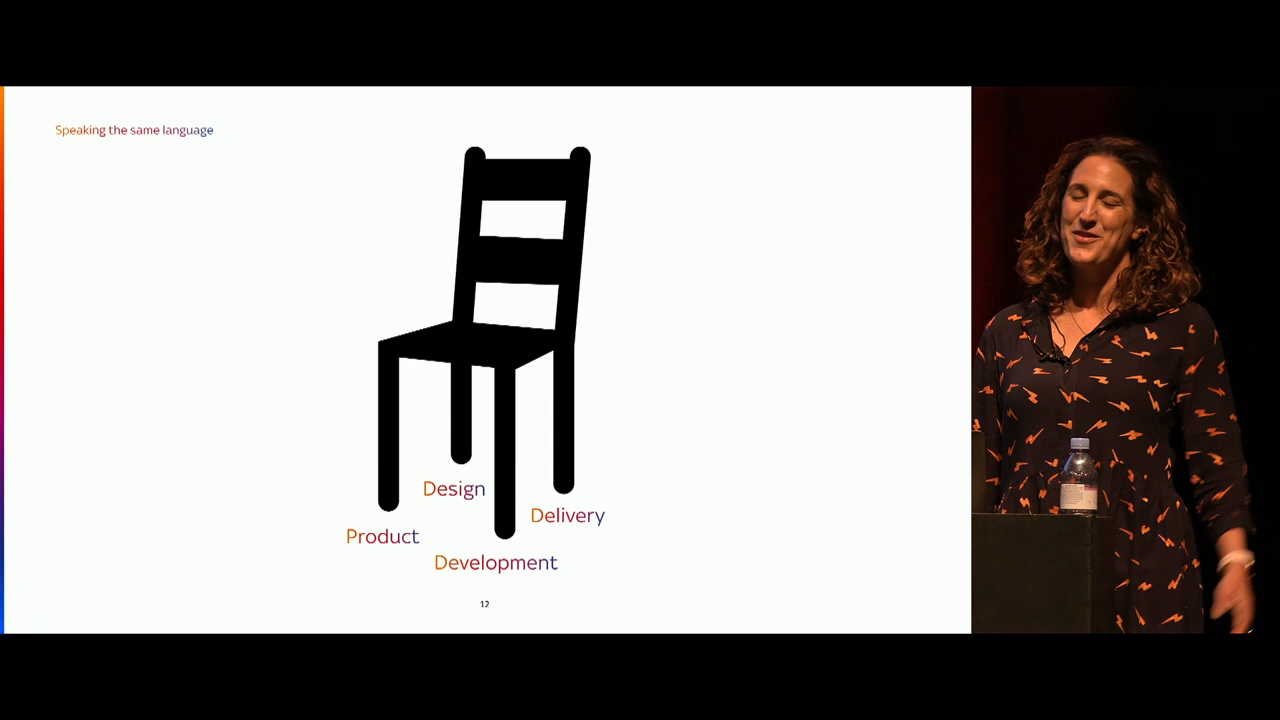 Speaking the same language
Design
Delivery
Product
Development
12